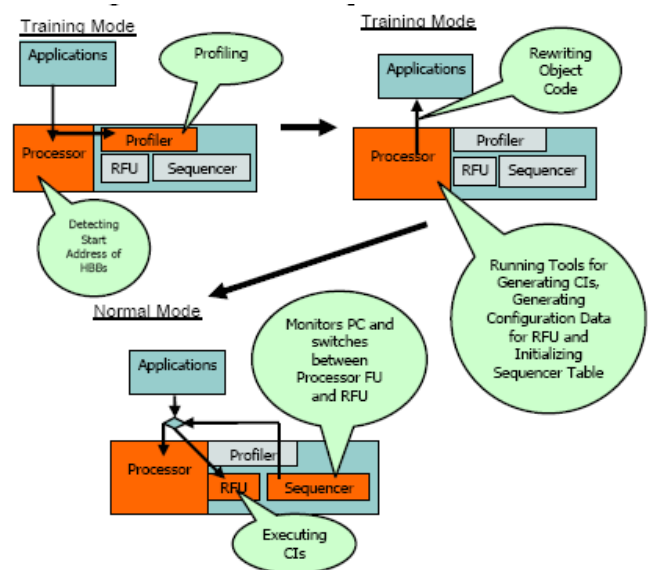 Training Mode
Applications
Profiling
Processor
Profiler
RFU
Sequencer
Detecting
Start
Address of
HBBs
Training Mode
Applications
Rewriting
Object
Code
Processor
Profiler
RFU
Sequencer
Running Tools for
Generating CIs,
Generating
Configuration Data
for RFU and
Initializing
Sequencer Table
Normal Mode
Applications
Monitors PC and
switches
between
Processor FU
and RFU
Processor
Profiler
RFU
Sequencer
Executing
CIs